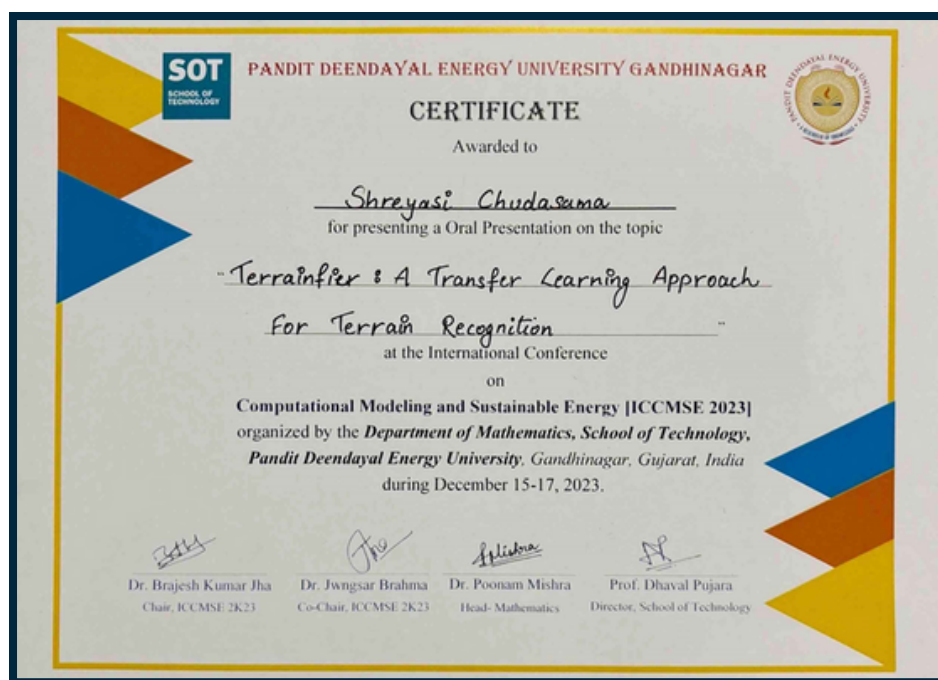 SOT
SCHOOL OF
TECHNOLOGY
PANDIT DEENDAYAL ENERGY UNIVERSITY GANDHINAGAR
PANDIT DEENDAYAL ENERGY UNIVERSITY
CERTIFICATE
Awarded to
Shreyasi Chudasama
for presenting a Oral Presentation on the topic
"Terrainfier : A Transfer Learning Approach
For Terrain Recognition"
at the International Conference
on
Computational Modeling and Sustainable Energy [ICCMSE 2023]
organized by the Department of Mathematics, School of Technology,
Pandit Deendayal Energy University, Gandhinagar, Gujarat, India
during December 15-17, 2023.
Dr. Brajesh Kumar Jha Dr. Jwngsar Brahma Dr. Poonam Mishra Prof. Dhaval Pujara
Chair, ICCMSE 2K23 Co-Chair, ICCMSE 2K23 Head- Mathematics Director, School of Technology